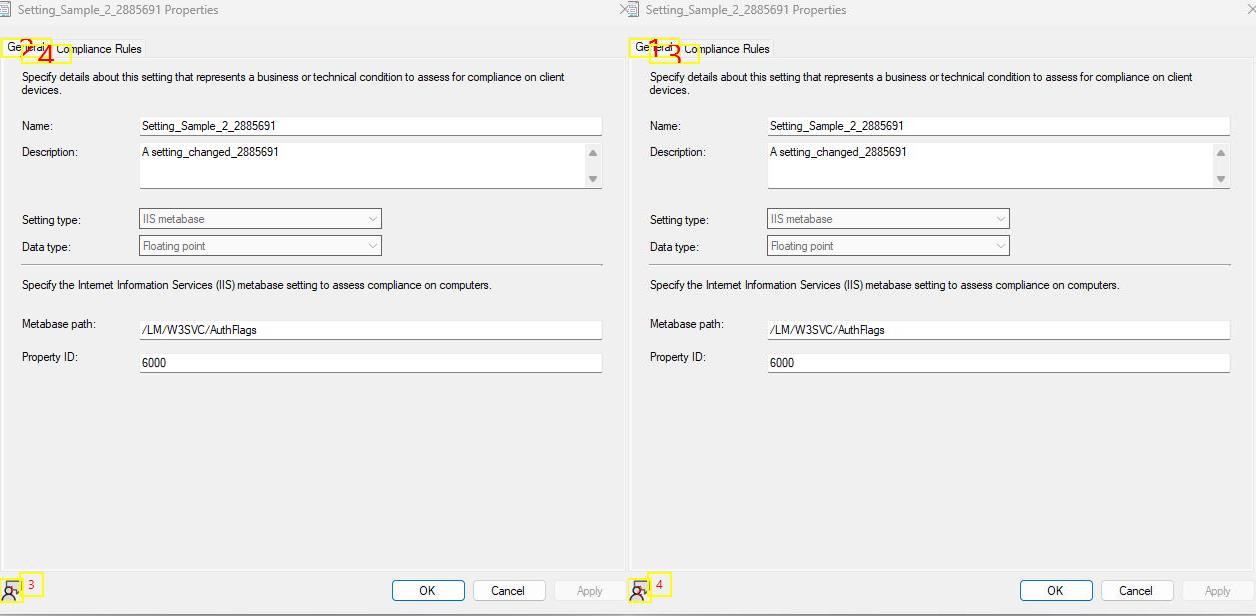 Setting_Sample_2_2885691 Properties
General
Compliance Rules
2
4
Specify details about this setting that represents a business or technical condition to assess for compliance on client
devices.
Name:
Setting_Sample_2_2885691
Description:
A setting_changed_2885691
Setting type:
IIS metabase
Data type:
Floating point
Specify the Internet Information Services (IIS) metabase setting to assess compliance on computers.
Metabase path:
/LM/W3SVC/AuthFlags
Property ID:
6000
3
OK
Cancel
Apply
Setting_Sample_2_2885691 Properties
General
Compliance Rules
1
3
Specify details about this setting that represents a business or technical condition to assess for compliance on client
devices.
Name:
Setting_Sample_2_2885691
Description:
A setting_changed_2885691
Setting type:
IIS metabase
Data type:
Floating point
Specify the Internet Information Services (IIS) metabase setting to assess compliance on computers.
Metabase path:
/LM/W3SVC/AuthFlags
Property ID:
6000
4
OK
Cancel
Apply